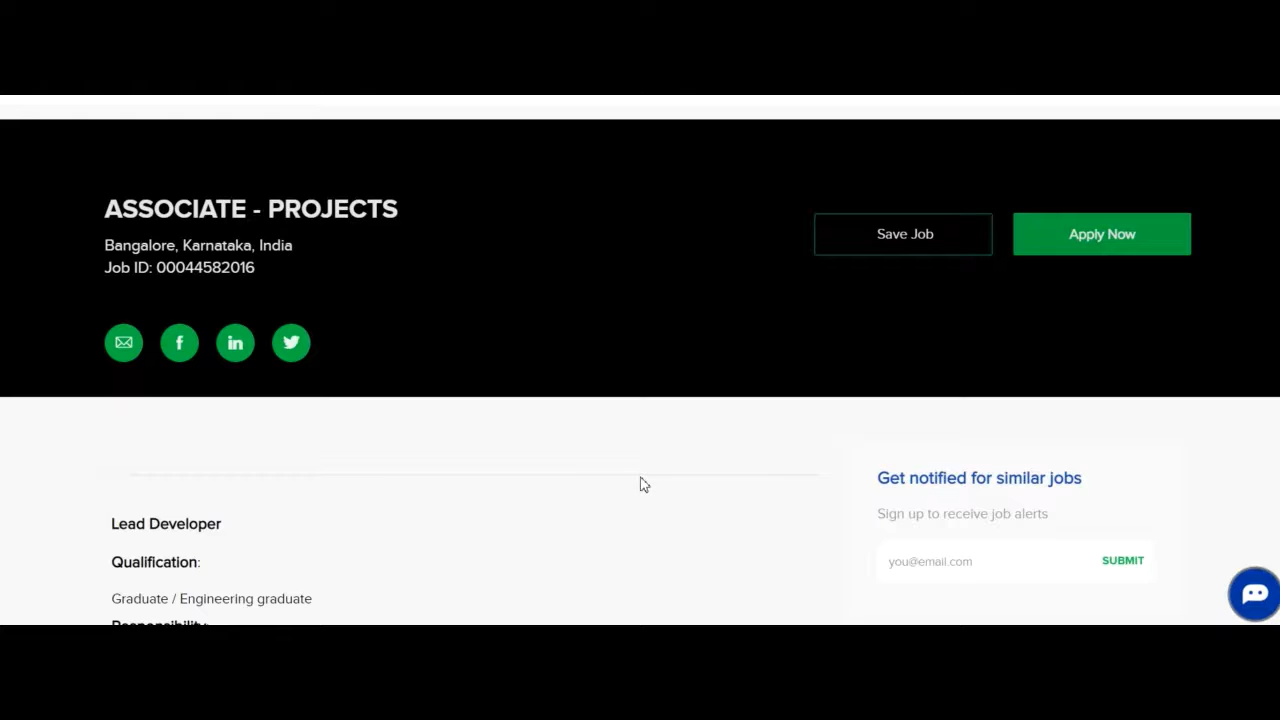 ASSOCIATE - PROJECTS
Bangalore, Karnataka, India
Job ID: 00044582016
Save Job
Apply Now
Lead Developer
Qualification:
Graduate / Engineering graduate
Responsibility:
Get notified for similar jobs
Sign up to receive job alerts
you@email.com
SUBMIT